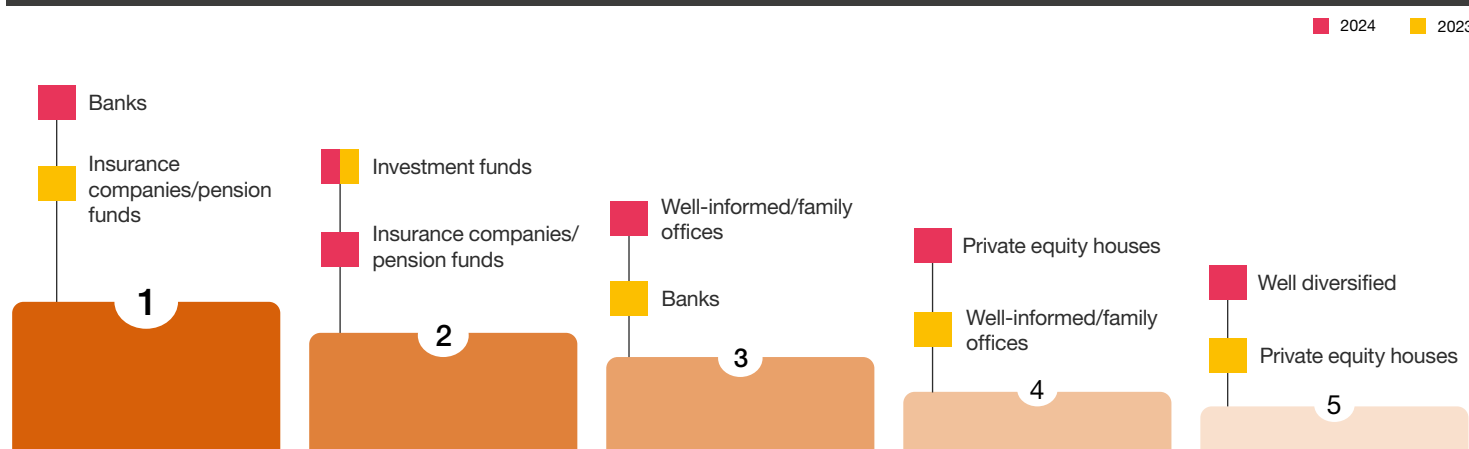 2024
2023
Banks
Insurance
companies/pension
funds
1
Investment funds
Insurance companies/
pension funds
2
Well-informed/family
offices
Banks
3
Private equity houses
Well-informed/family
offices
4
Well diversified
Private equity houses
5